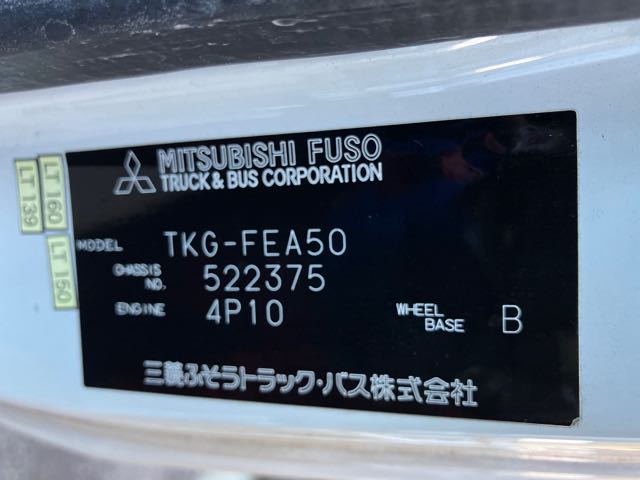 MITSUBISHI FUSO
TRUCK & BUS CORPORATION
LT 139
LT 160
LT 150
MODEL TKG-FEA50
CHASSIS NO. 522375
ENGINE 4P10
WHEEL BASE B
三菱ふそうトラック・バス株式会社